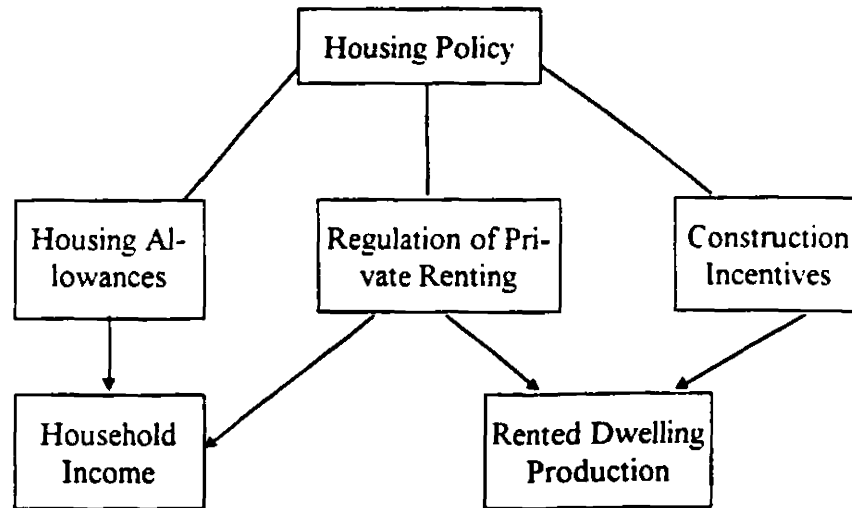 Housing Policy
Housing Al-
lowances
Regulation of Pri-
vate Renting
Construction
Incentives
Household
Income
Rented Dwelling
Production